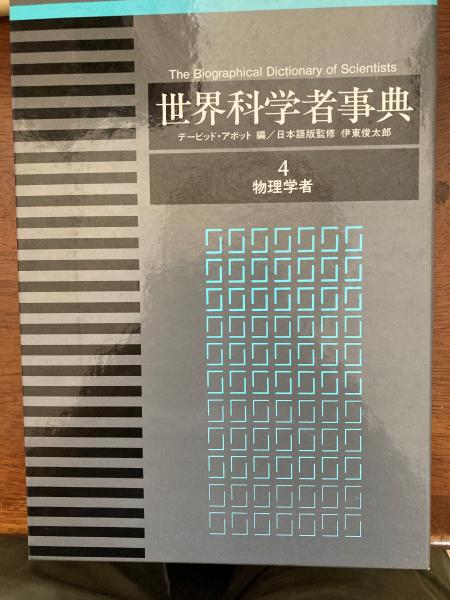 The Biographical Dictionary of Scientists
世界科学者事典
デービッド・アボット 編／日本語版監修 伊東俊太郎
4
物理学者